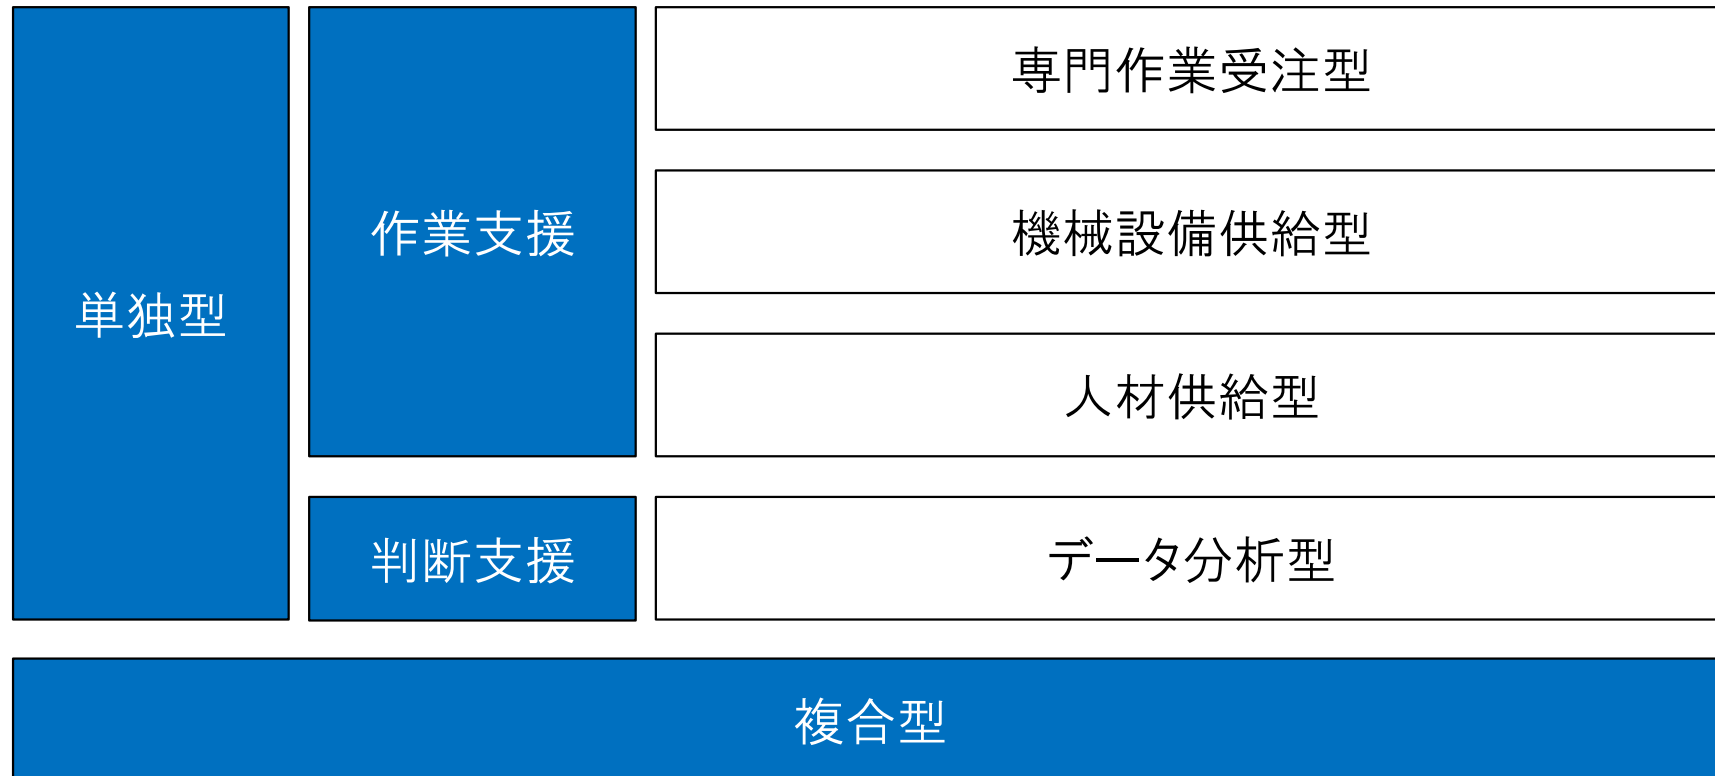 単独型
作業支援
専門作業受注型
機械設備供給型
人材供給型
判断支援
データ分析型
複合型